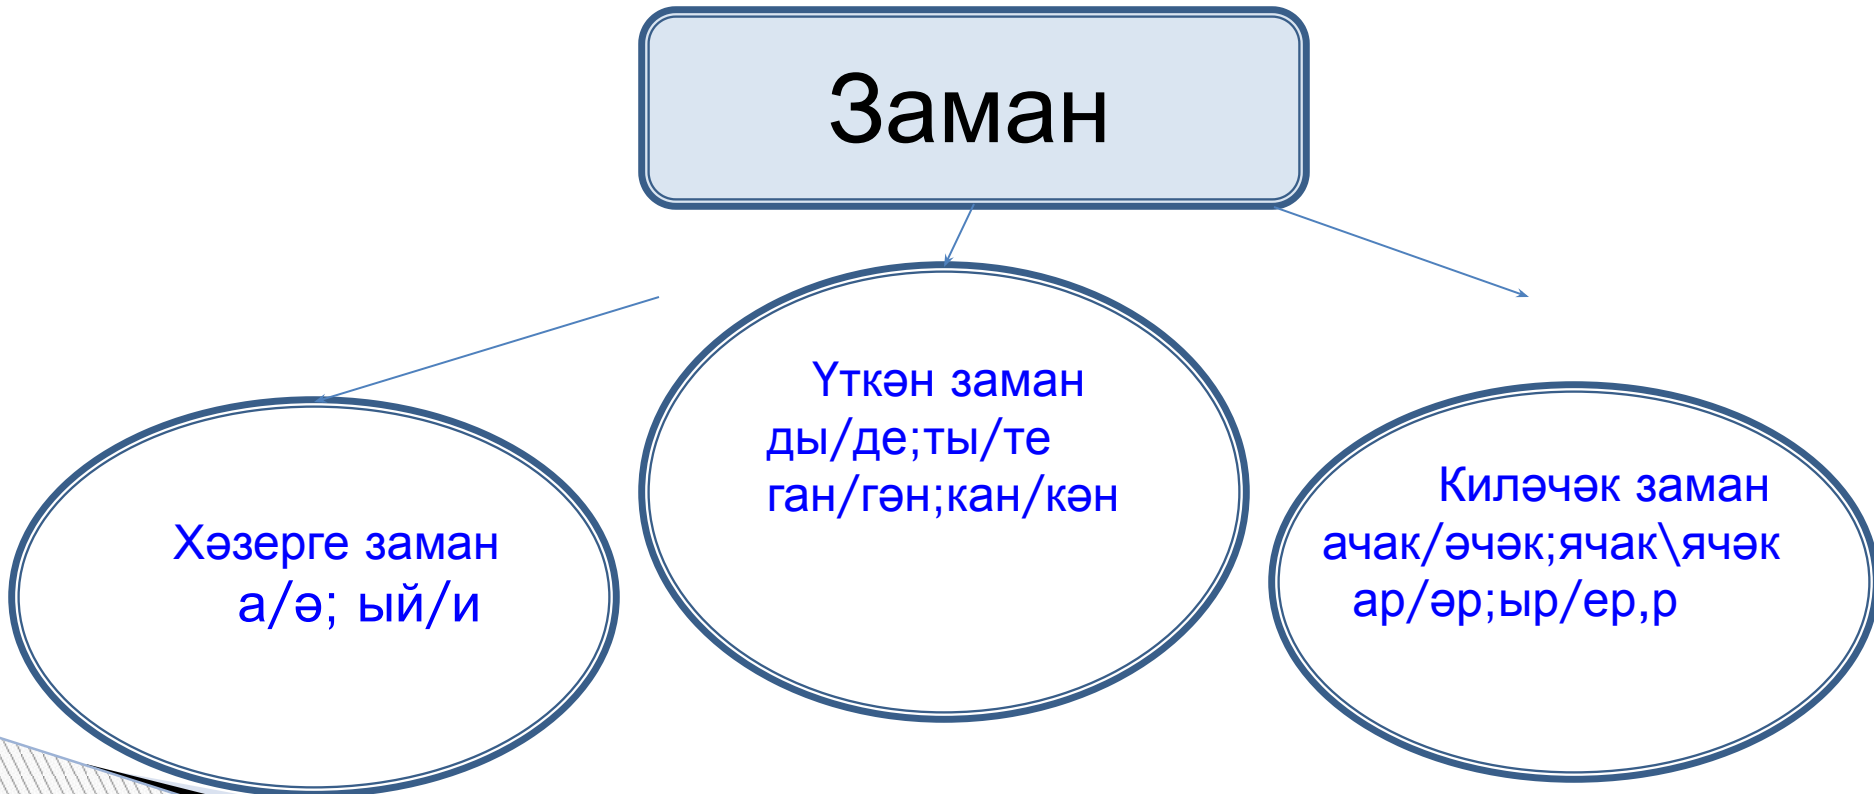 Заман
Хәзерге заман
а/ә; ый/и
Үткән заман
ды/де;ты/те
ган/гән;кан/кән
Киләчәк заман
ачак/әчәк;ячак\ячәк
ар/әр;ыр/ер,р